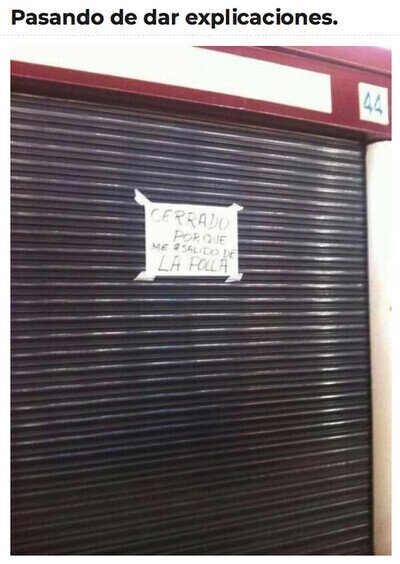 Pasando de dar explicaciones.
44
CERRADO
PORQUE
ME A SALIDO DE
LA POLLA